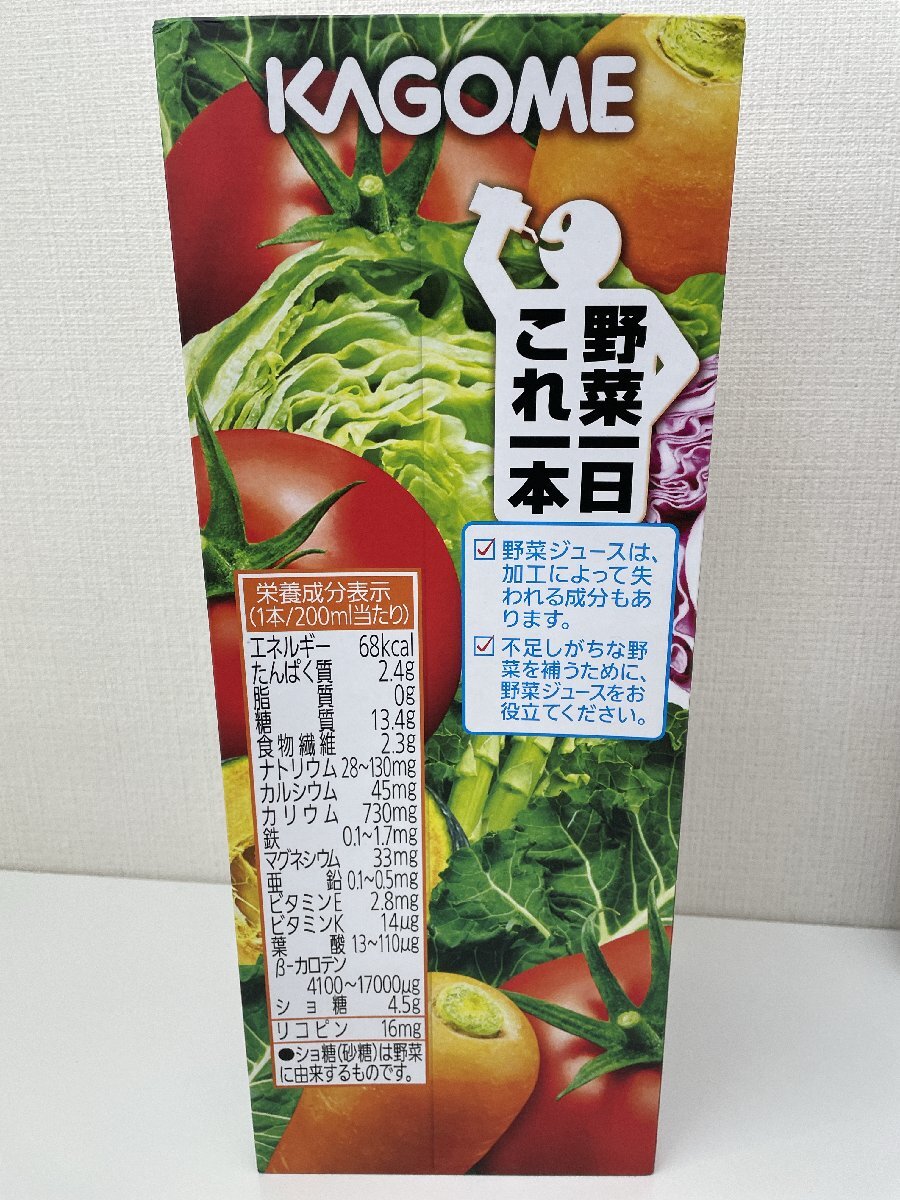 KAGOME
野菜一日
これ一本
野菜ジュースは、
加工によって失
われる成分もあ
ります。
不足しがちな野
菜を補うために、
野菜ジュースをお
役立てください。
栄養成分表示
(1本/200ml当たり)
エネルギー 68kcal
たんぱく質 2.4g
脂質 0g
糖質 13.4g
食物繊維 2.3g
ナトリウム 28~130mg
カルシウム 45mg
カリウム 730mg
鉄 0.1~1.7mg
マグネシウム 33mg
亜鉛 0.1~0.5mg
ビタミンE 2.8mg
ビタミンK 14μg
葉酸 13~110μg
β-カロテン
4100~17000μg
ショ糖 4.5g
リコピン 16mg
●ショ糖(砂糖)は野菜
に由来するものです。